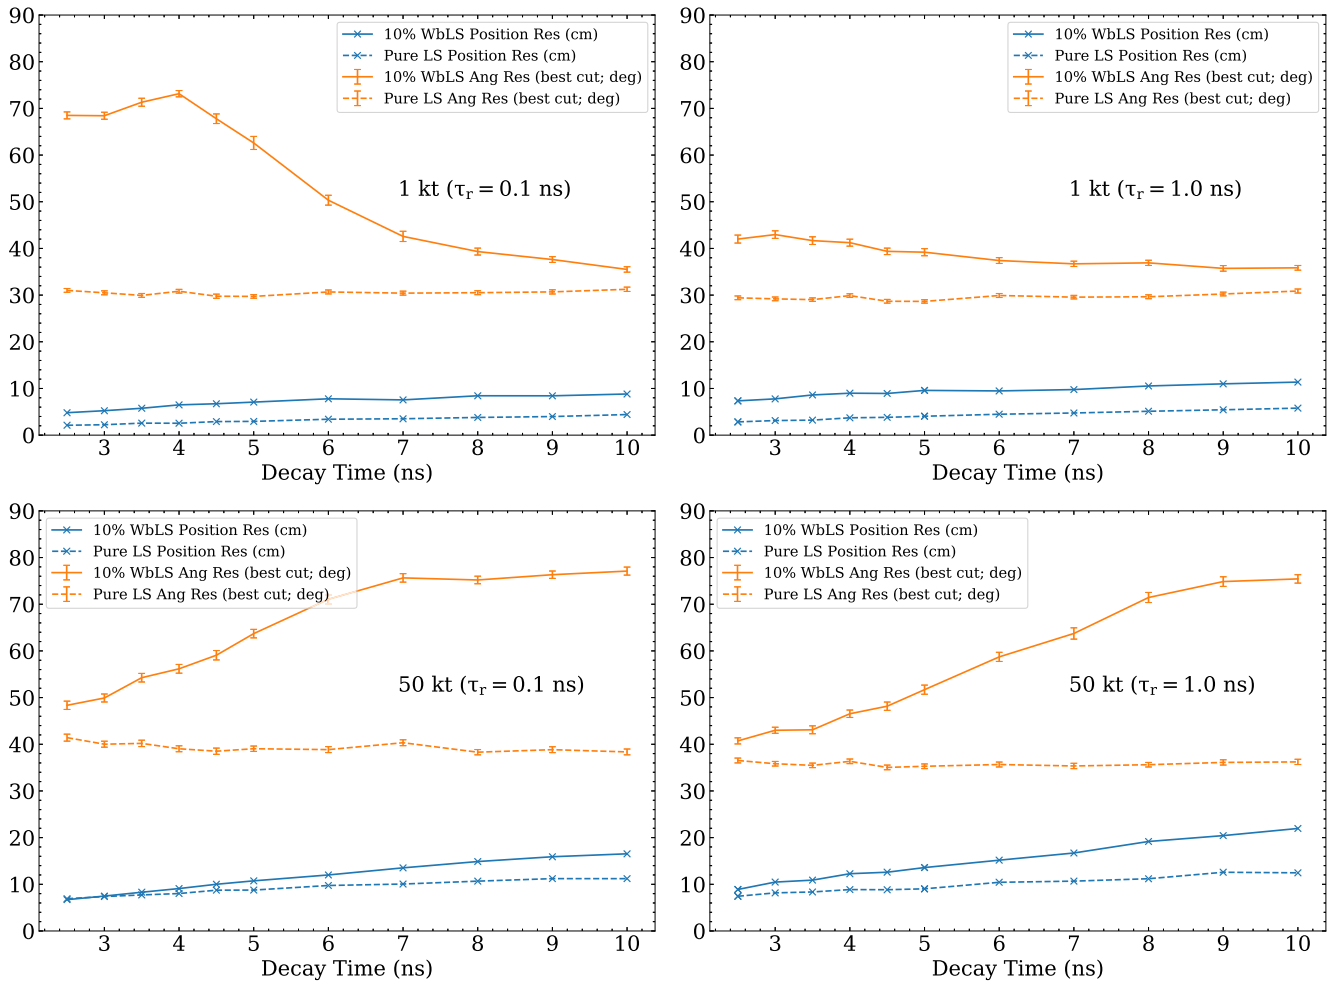 90
80
70
60
50
40
30
20
10
0
10% WbLS Position Res (cm)
Pure LS Position Res (cm)
10% WbLS Ang Res (best cut; deg)
Pure LS Ang Res (best cut; deg)
1 kt (τr = 0.1 ns)
3 4 5 6 7 8 9 10
Decay Time (ns)
90
80
70
60
50
40
30
20
10
0
10% WbLS Position Res (cm)
Pure LS Position Res (cm)
10% WbLS Ang Res (best cut; deg)
Pure LS Ang Res (best cut; deg)
1 kt (τr = 1.0 ns)
3 4 5 6 7 8 9 10
Decay Time (ns)
90
80
70
60
50
40
30
20
10
0
10% WbLS Position Res (cm)
Pure LS Position Res (cm)
10% WbLS Ang Res (best cut; deg)
Pure LS Ang Res (best cut; deg)
50 kt (τr = 0.1 ns)
3 4 5 6 7 8 9 10
Decay Time (ns)
90
80
70
60
50
40
30
20
10
0
10% WbLS Position Res (cm)
Pure LS Position Res (cm)
10% WbLS Ang Res (best cut; deg)
Pure LS Ang Res (best cut; deg)
50 kt (τr = 1.0 ns)
3 4 5 6 7 8 9 10
Decay Time (ns)